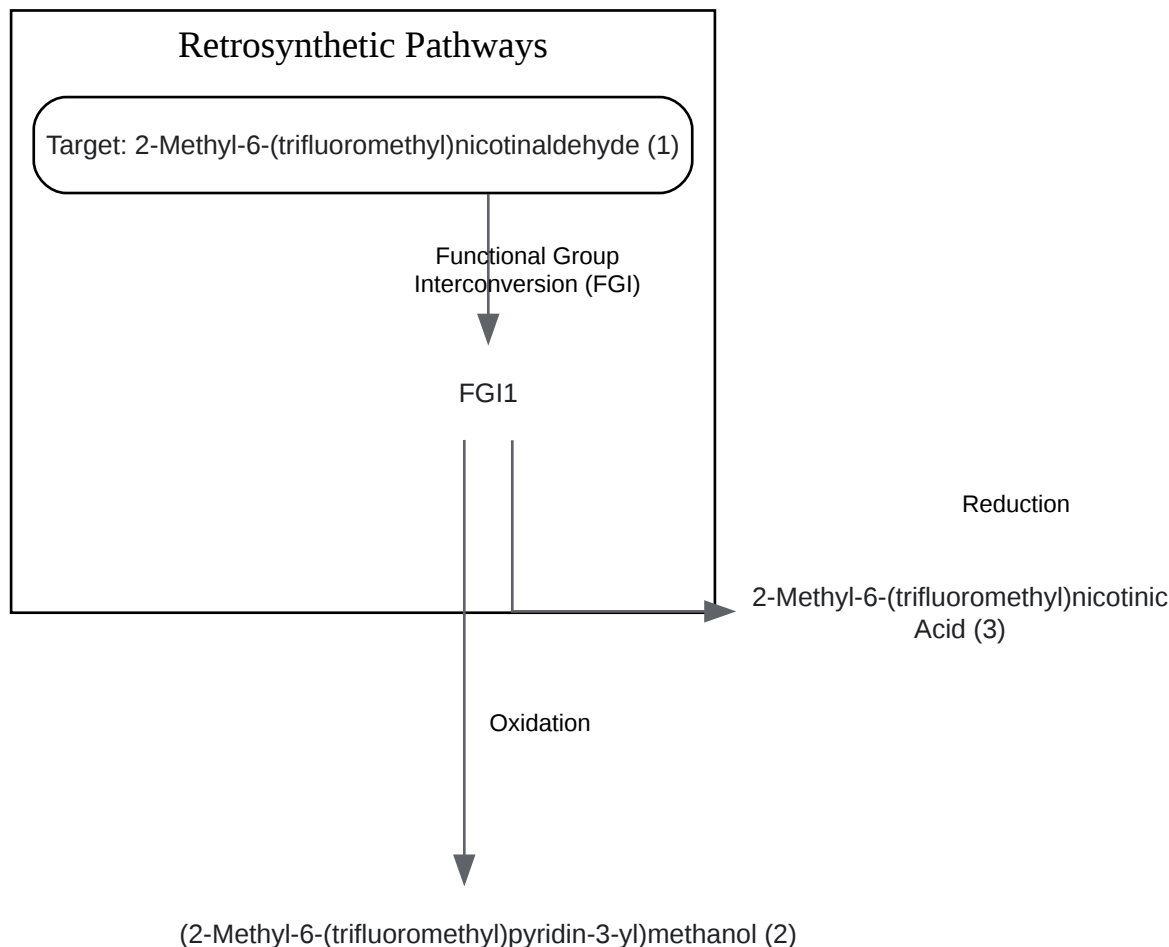 Retrosynthetic Pathways
Target: 2-Methyl-6-(trifluoromethyl)nicotinaldehyde (1)
Functional Group
Interconversion (FGI)
FGI1
Reduction
2-Methyl-6-(trifluoromethyl)nicotinic
Acid (3)
Oxidation
(2-Methyl-6-(trifluoromethyl)pyridin-3-yl)methanol (2)